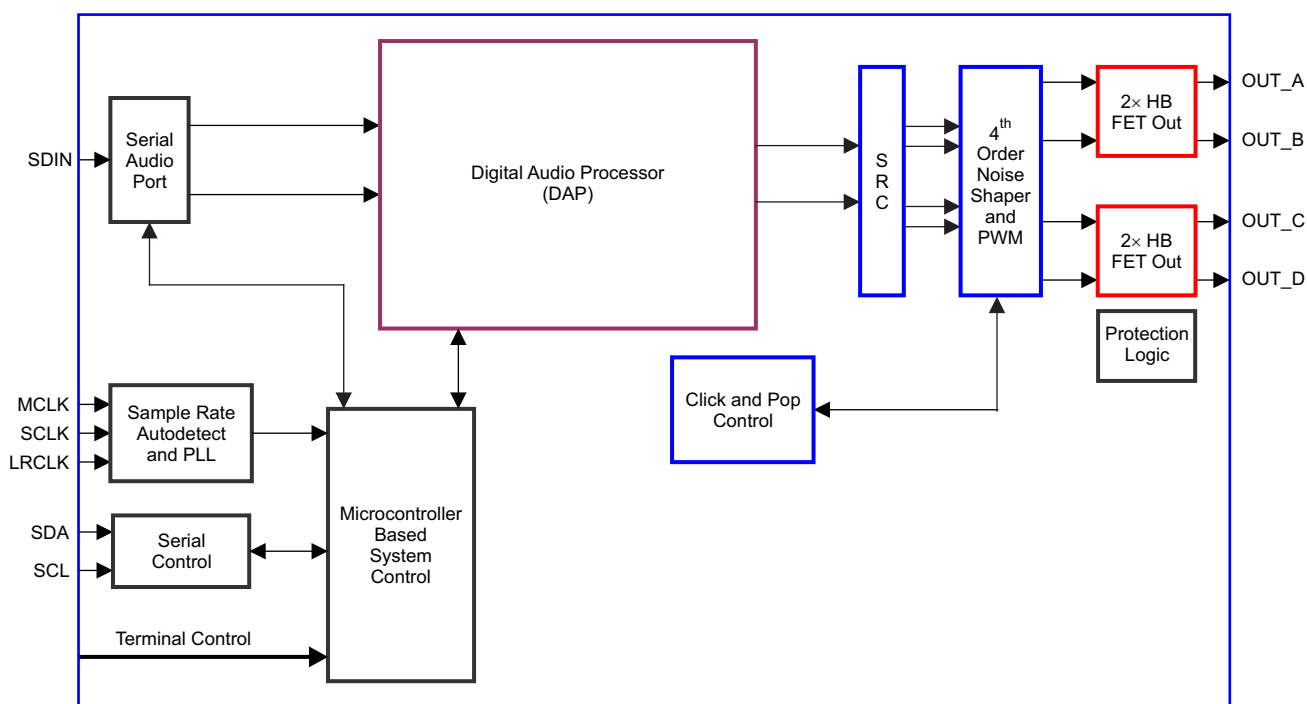 SDIN
Serial
Audio
Port
Digital Audio Processor
(DAP)
S
R
C
4th
Order
Noise
Shaper
and
PWM
2× HB
FET Out
OUT_A
OUT_B
2× HB
FET Out
OUT_C
OUT_D
Protection
Logic
Click and Pop
Control
MCLK
SCLK
LRCLK
Sample Rate
Autodetect
and PLL
SDA
SCL
Serial
Control
Microcontroller
Based
System
Control
Terminal Control